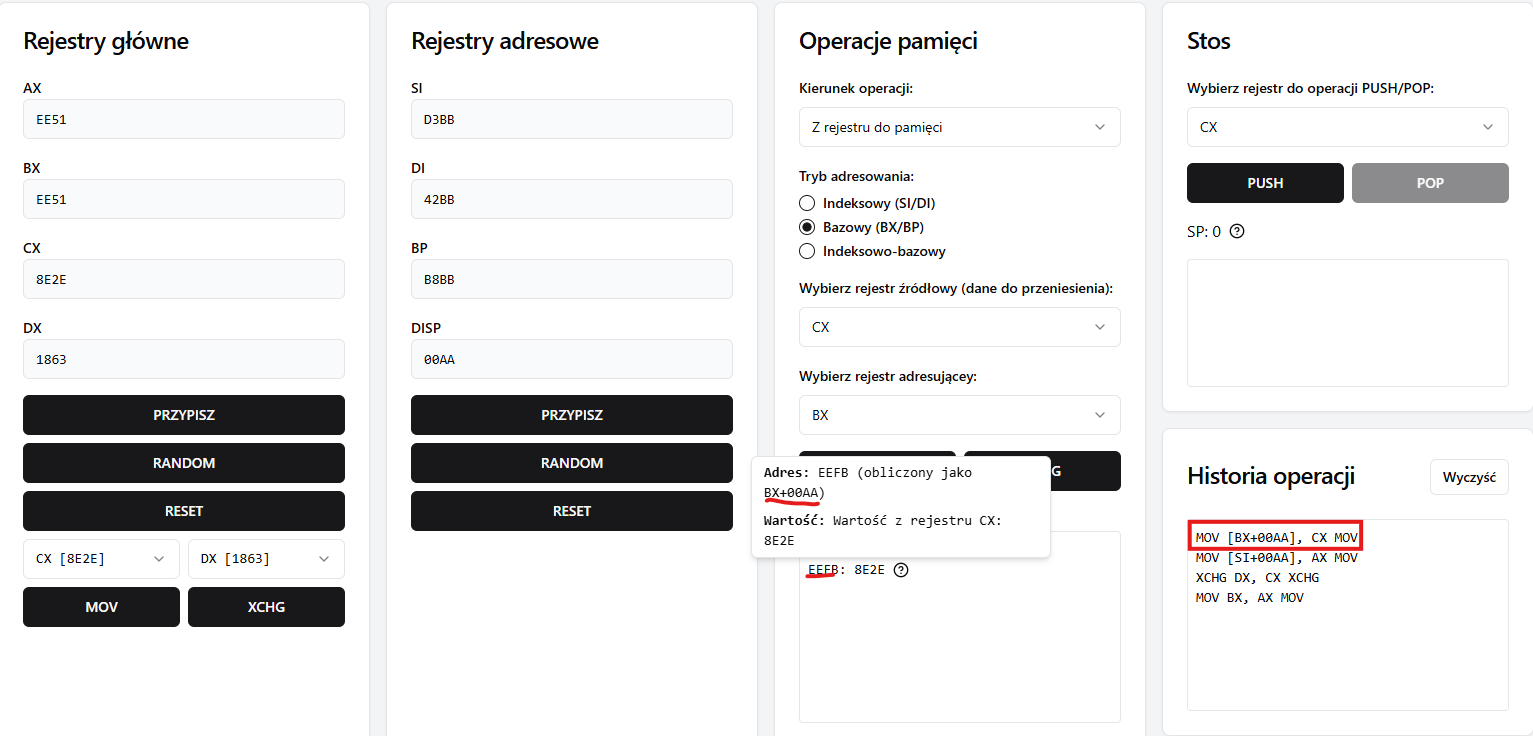 Rejestry główne
AX
EE51
BX
EE51
CX
8E2E
DX
1863
PRZYPISZ
RANDOM
RESET
CX [8E2E]
DX [1863]
MOV
XCHG
Rejestry adresowe
SI
D3BB
DI
42BB
BP
B8BB
DISP
00AA
PRZYPISZ
RANDOM
RESET
Operacje pamięci
Kierunek operacji:
Z rejestru do pamięci
Tryb adresowania:
Indeksowy (SI/DI)
Bazowy (BX/BP)
Indeksowo-bazowy
Wybierz rejestr źródłowy (dane do przeniesienia):
CX
Wybierz rejestr adresującey:
BX
G
Adres: EEFB (obliczony jako
BX+00AA)
Wartość: Wartość z rejestru CX:
8E2E
EEFB: 8E2E
Stos
Wybierz rejestr do operacji PUSH/POP:
CX
PUSH
POP
SP: 0
Historia operacji
Wyczyść
MOV [BX+00AA], CX MOV
MOV [SI+00AA], AX MOV
XCHG DX, CX XCHG
MOV BX, AX MOV